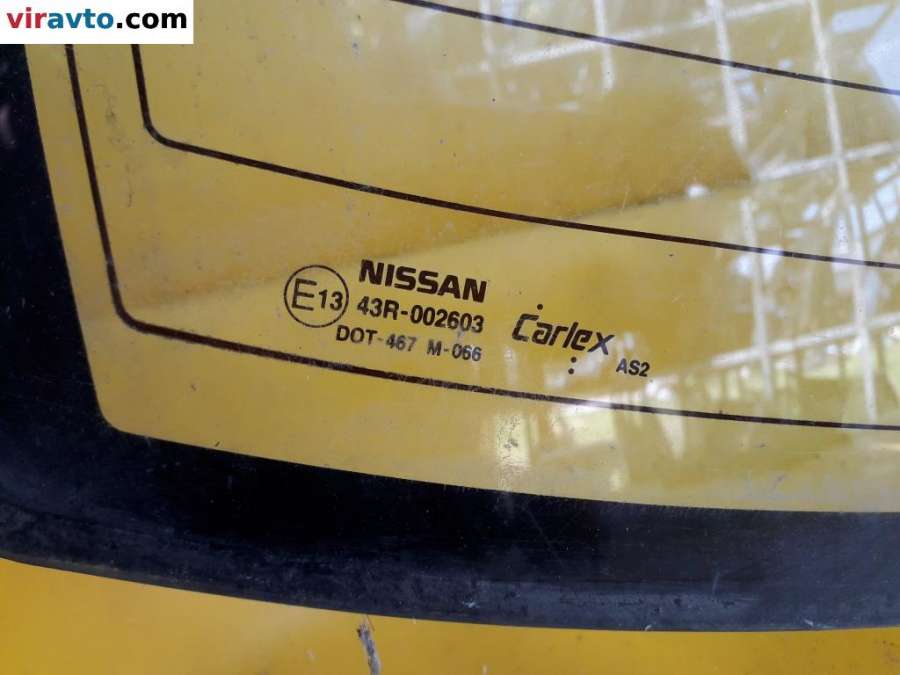 viravto.com
NISSAN
E13 43R-002603
DOT-467 M-066
Carlex
AS2